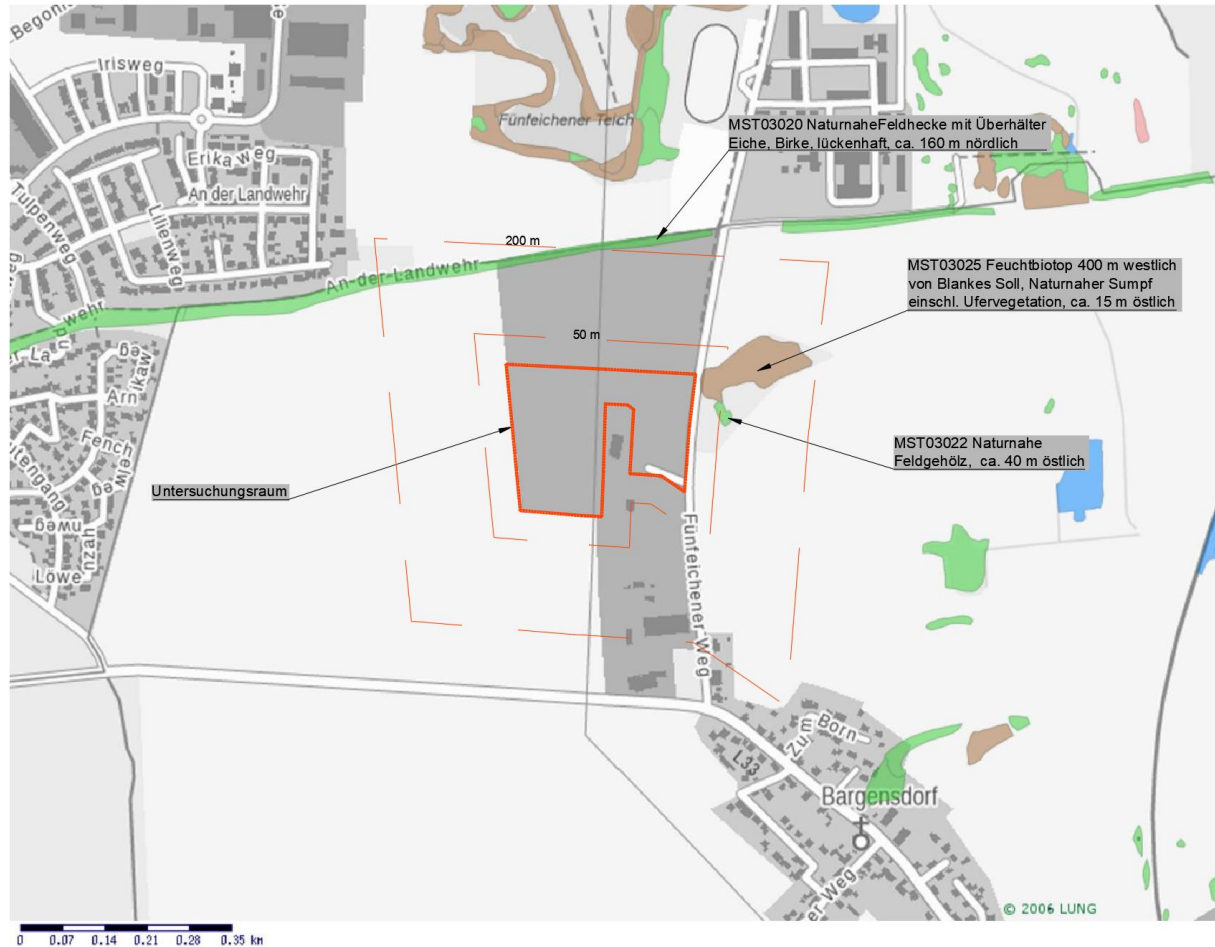 Irisweg
Erika weg
An der Landwehr
Tulpenweg
Lilienweg
Fünfeichener Teich
MST03020 NaturnaheFeldhecke mit Überhälter
Eiche, Birke, lückenhaft, ca. 160 m nördlich
200 m
An-der-Landwehr
MST03025 Feuchtbiotop 400 m westlich
von Blankes Soll, Naturnaher Sumpf
einschl. Ufervegetation, ca. 15 m östlich
50 m
MST03022 Naturnahe
Feldgehölz, ca. 40 m östlich
Untersuchungsraum
Fünfeichener Weg
Zum Born
L33
Bargensdorf
© 2006 LUNG
0 0.07 0.14 0.21 0.28 0.35 km